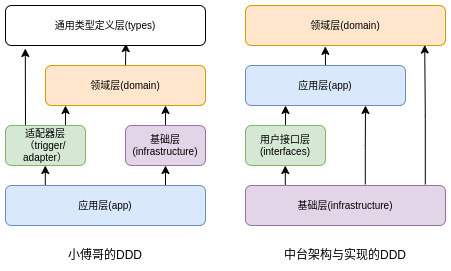 通用类型定义层(types)
领域层(domain)
适配器层
（trigger/
adapter）
基础层
(infrastructure)
应用层(app)
小傅哥的DDD
领域层(domain)
应用层(app)
用户接口层
(interfaces)
基础层(infrastructure)
中台架构与实现的DDD